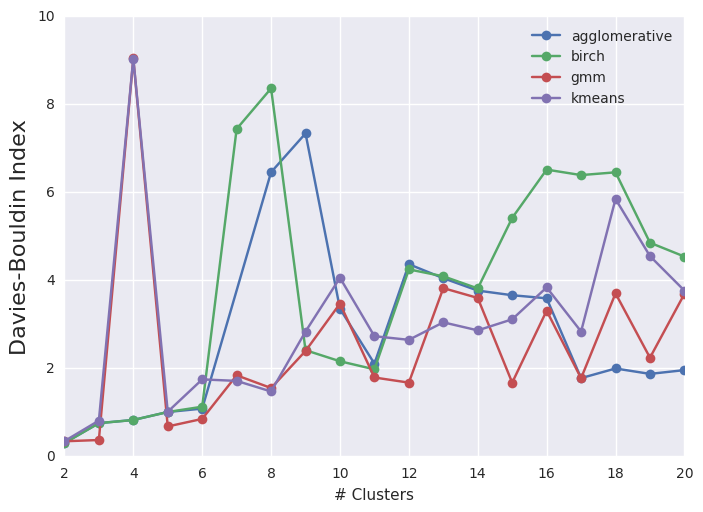 10
8
6
4
2
0
Davies-Bouldin Index
agglomerative
birch
gmm
kmeans
2 4 6 8 10 12 14 16 18 20
# Clusters